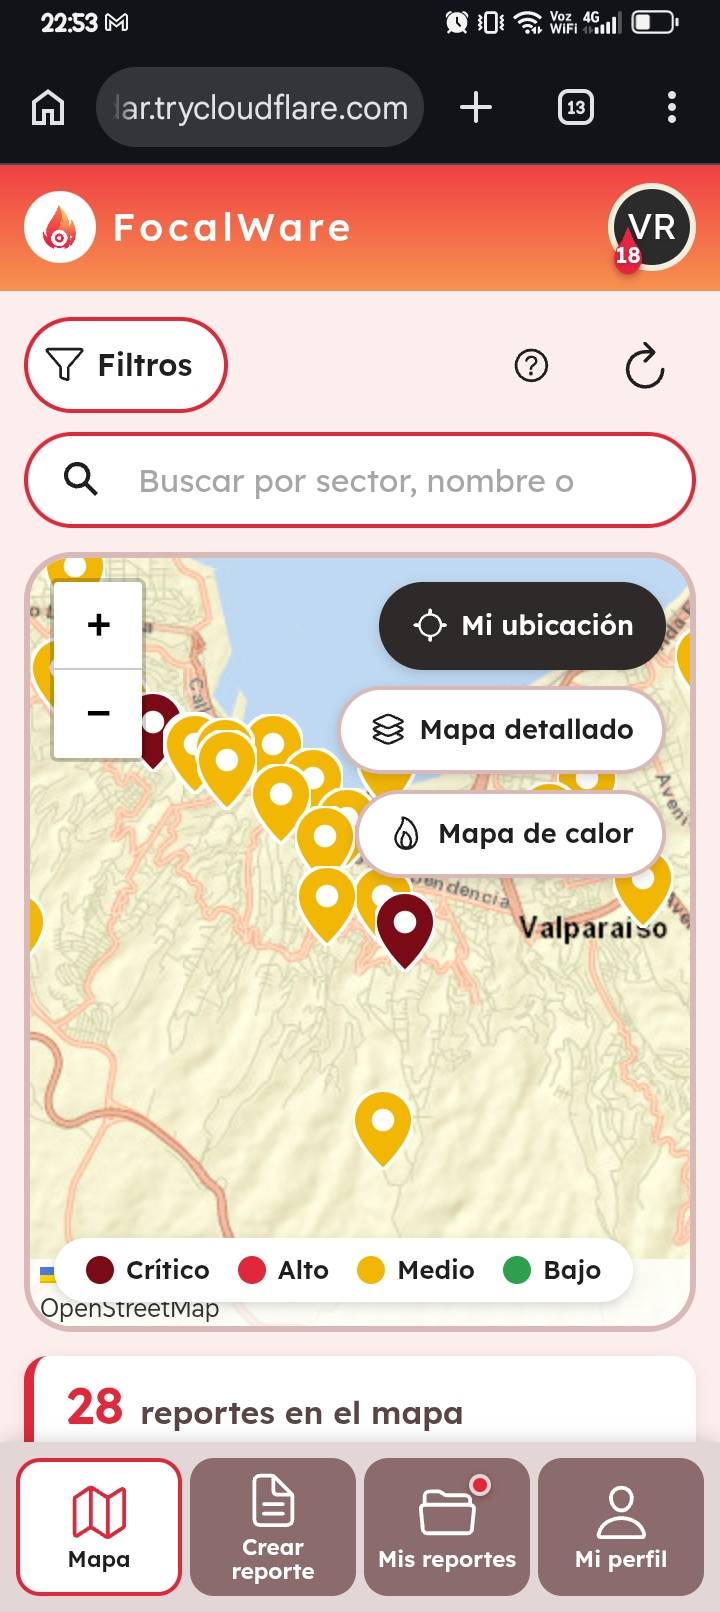 22:53
Voz
WiFi
4G
ar.trycloudflare.com
13
FocalWare
VR
18
Filtros
?
Buscar por sector, nombre o
+
Mi ubicación
−
Mapa detallado
Mapa de calor
Valparaíso
Crítico
Alto
Medio
Bajo
OpenStreetMap
28 reportes en el mapa
Mapa
Crear
reporte
Mis reportes
Mi perfil